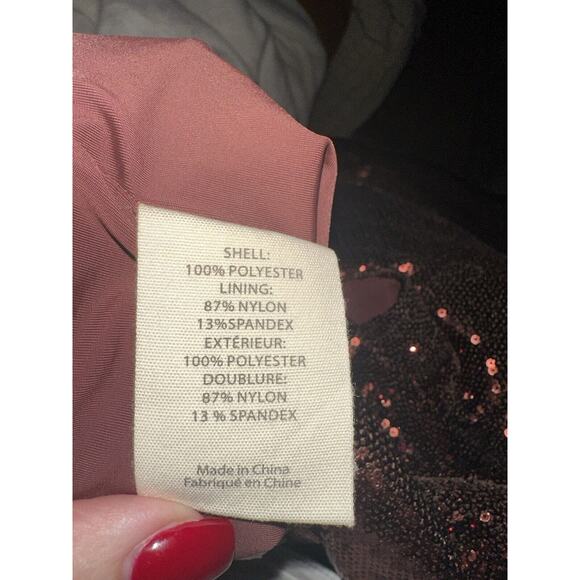 SHELL:
100% POLYESTER
LINING:
87% NYLON
13%SPANDEX
EXTÉRIEUR:
100% POLYESTER
DOUBLURE:
87% NYLON
13 % SPANDEX
Made in China
Fabriqué en Chine